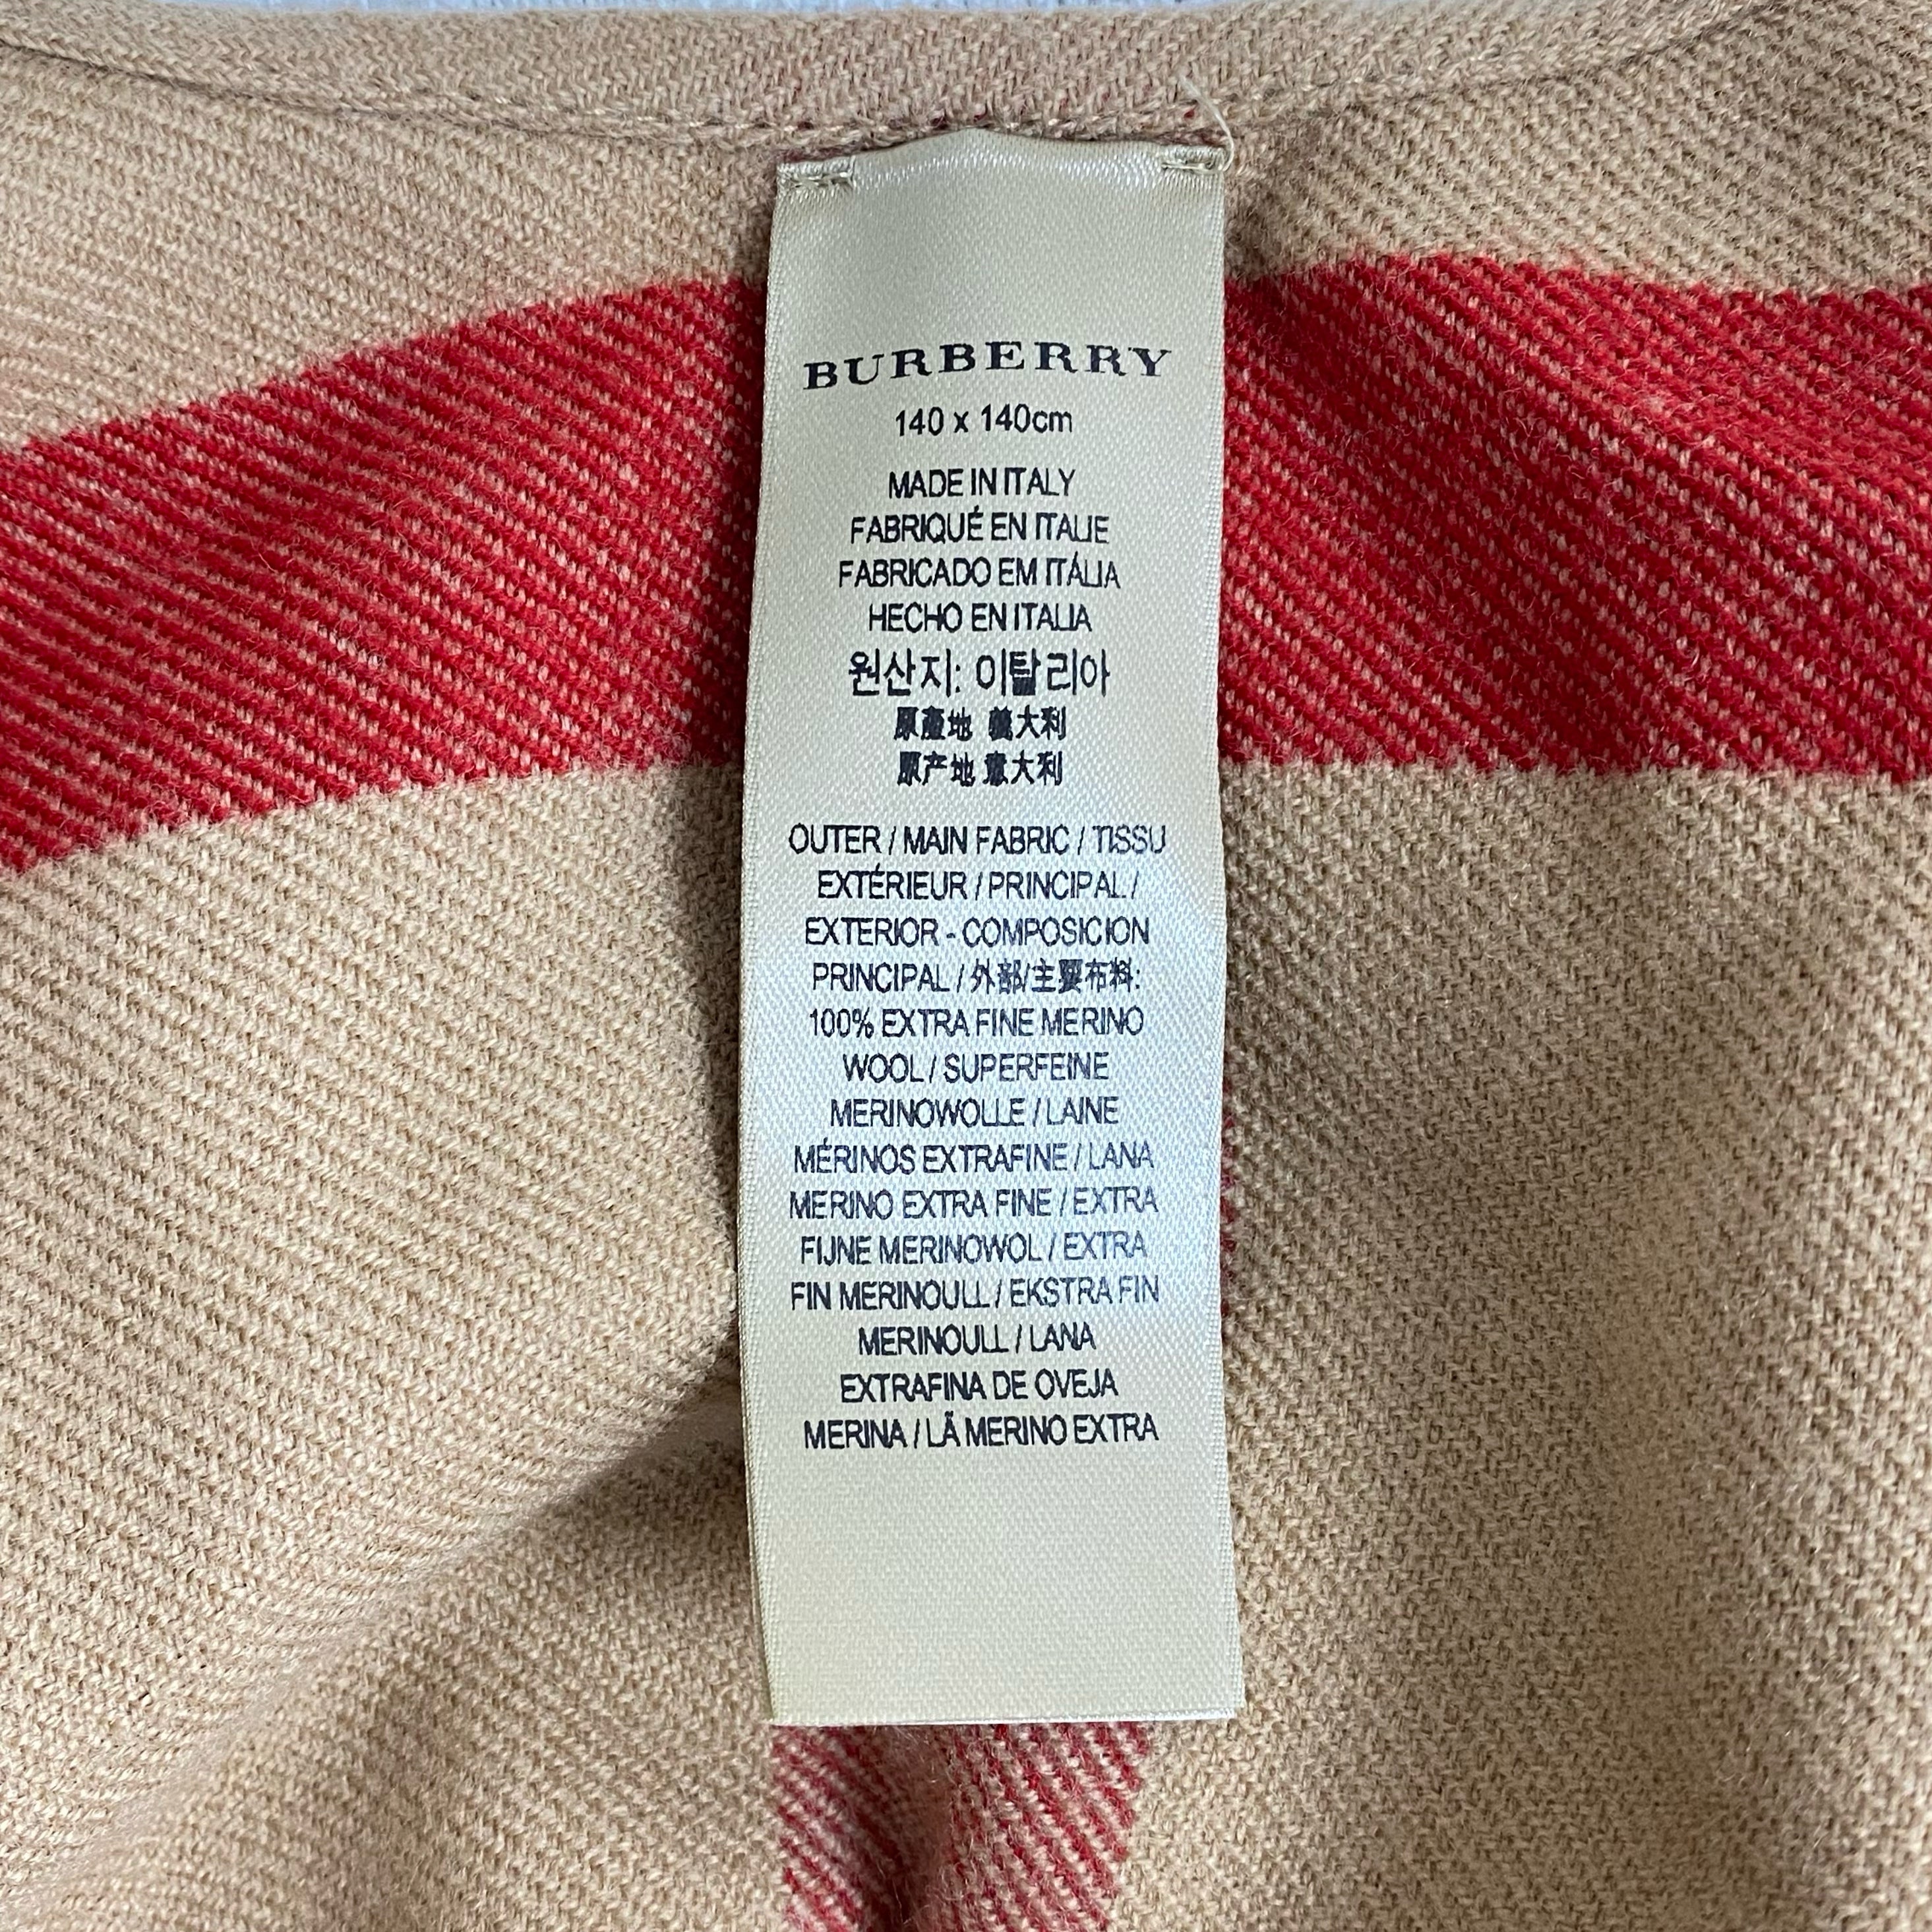 BURBERRY
140 x 140cm
MADE IN ITALY
FABRIQUÉ EN ITALIE
FABRICADO EM ITÁLIA
HECHO EN ITALIA
원산지: 이탈리아
原產地 義大利
原产地 意大利
OUTER / MAIN FABRIC / TISSU
EXTÉRIEUR / PRINCIPAL /
EXTERIOR - COMPOSICION
PRINCIPAL / 外部/主要布料:
100% EXTRA FINE MERINO
WOOL / SUPERFEINE
MERINOWOLLE / LAINE
MÉRINOS EXTRAFINE / LANA
MERINO EXTRA FINE / EXTRA
FIJNE MERINOWOL / EXTRA
FIN MERINOULL / EKSTRA FIN
MERINOULL / LANA
EXTRAFINA DE OVEJA
MERINA / LÃ MERINO EXTRA